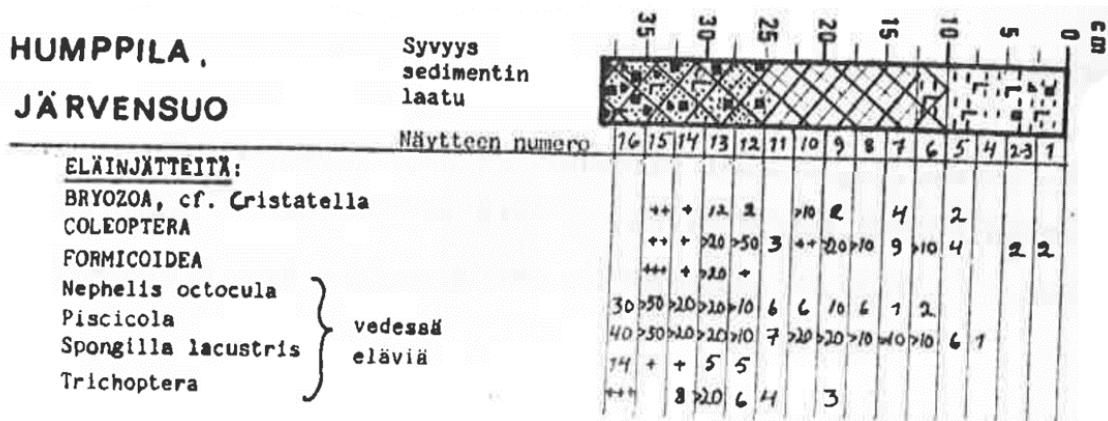 35 30 25 20 15 10 5 0 cm
HUMPPILA.
JÄRVENSUO
Syvyys
sedimentin
laatu
Näytteen numero 16 15 14 13 12 11 10 9 8 7 6 5 4 2-3 1
ELÄINJÄTTEITÄ:
BRYOZOA, cf. Cristatella ++ + 12 2 >10 2 4 2
COLEOPTERA ++ + >20 >50 3 ++ >20 >10 9 >10 4 2 2
FORMICOIDEA +++ + >20 +
Nephelis octocula 30 >50 >20 >20 >10 6 6 10 6 1 2
Piscicola 40 >50 >20 >20 >10 7 >20 >20 >10 >10 >10 6 1
Spongilla lacustris 14 + + 5 5
Trichoptera +++ 8 >20 6 4 3
vedessä
eläviä